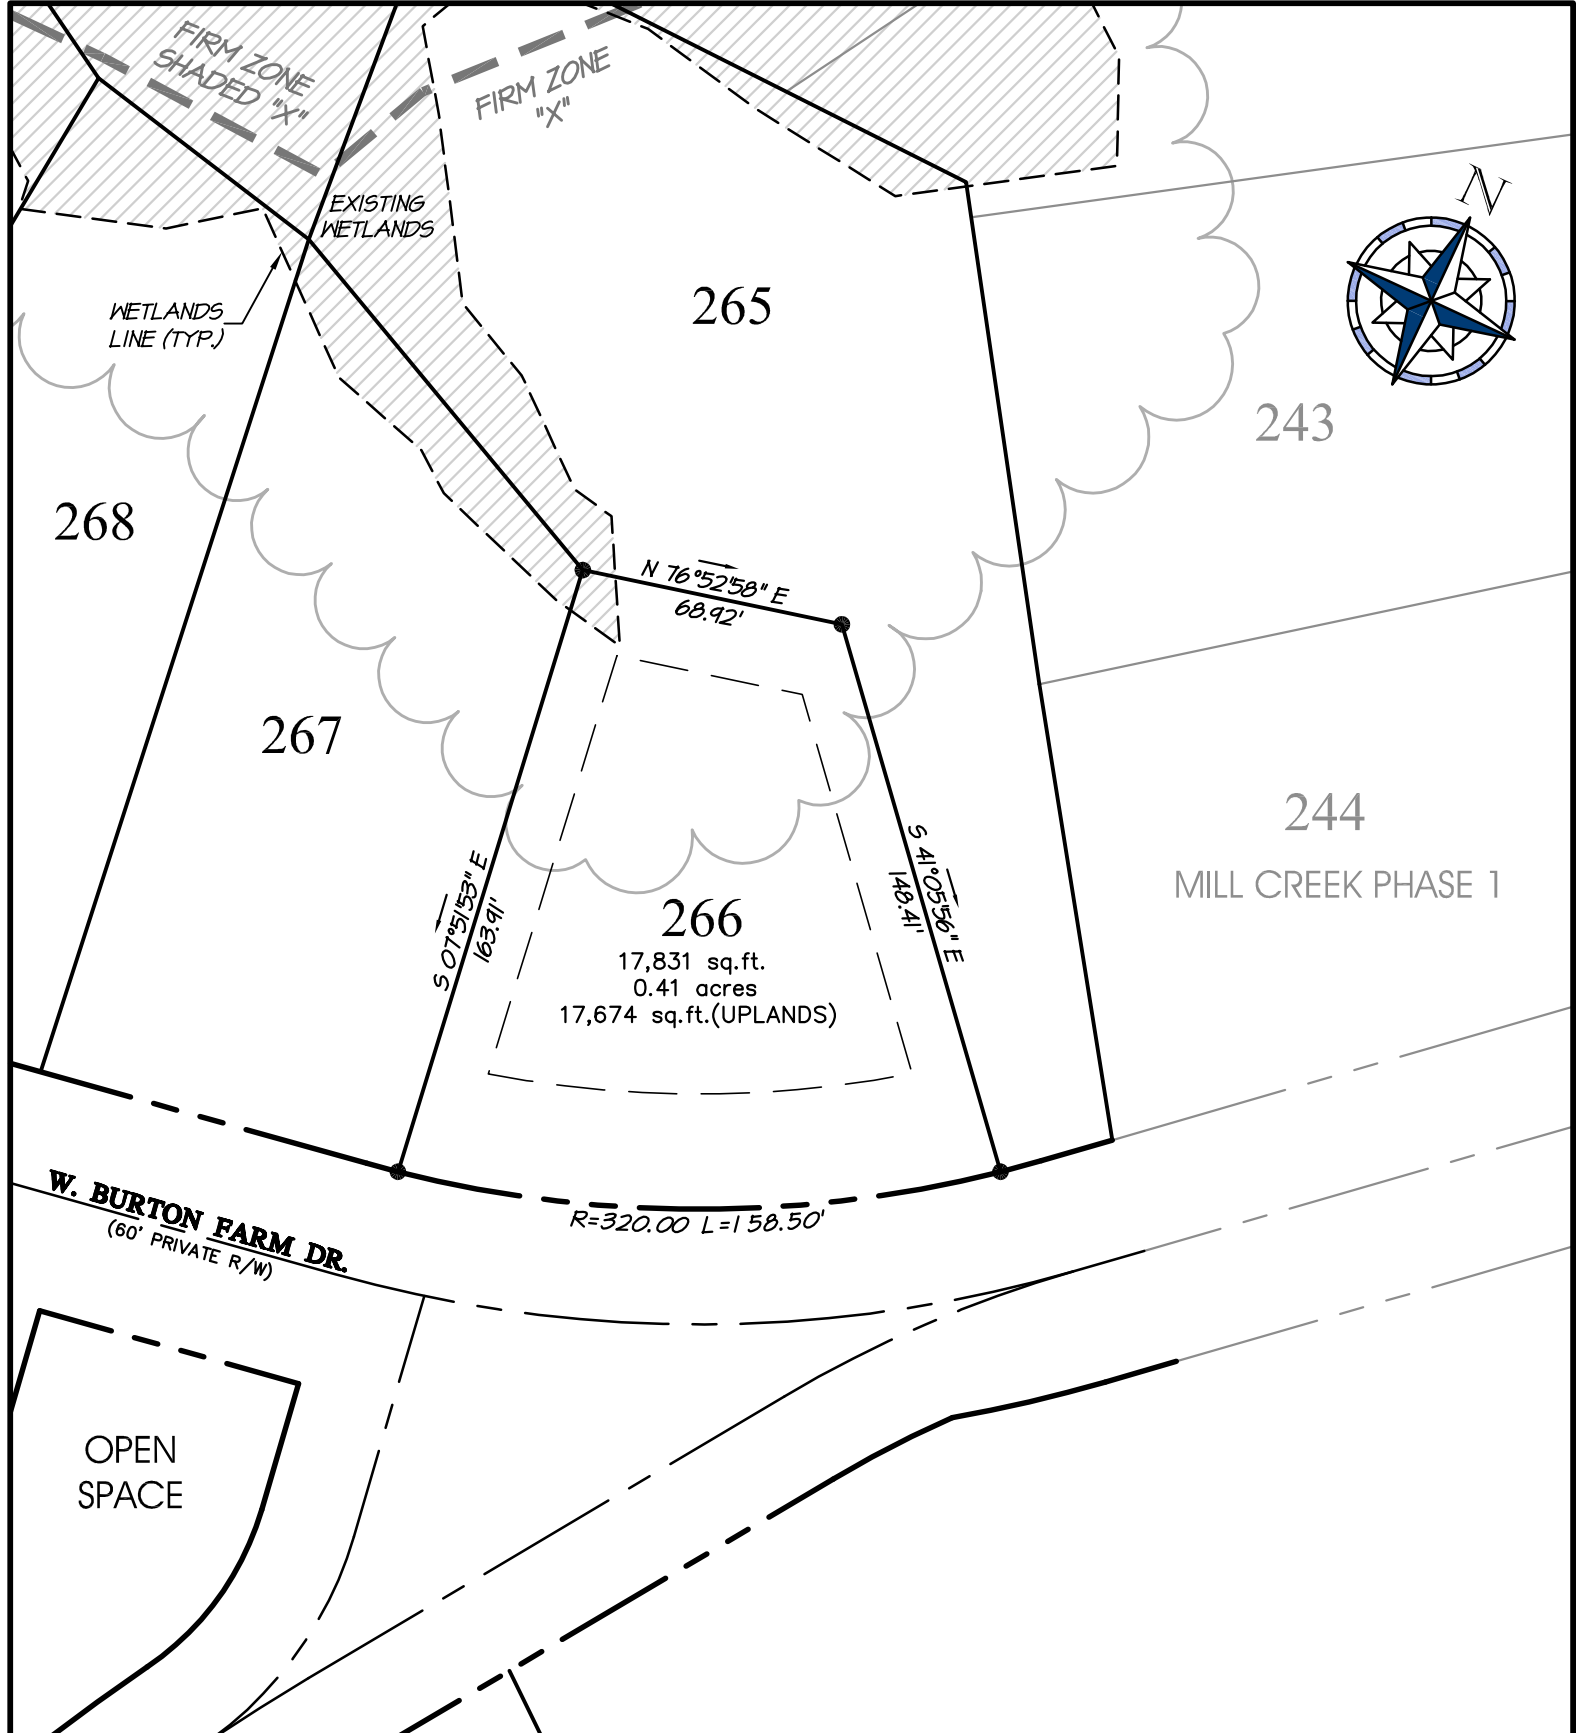 FIRM ZONE
SHADED "X"
FIRM ZONE
"X"
N
EXISTING
WETLANDS
WETLANDS
LINE (TYP.)
265
243
268
N 76°52'58" E
68.92'
267
244
MILL CREEK PHASE 1
S 07°51'53" E
163.91'
S 41°05'56" E
148.41'
266
17,831 sq.ft.
0.41 acres
17,674 sq.ft.(UPLANDS)
W. BURTON FARM DR.
(60' PRIVATE R/W)
R=320.00 L=158.50'
OPEN
SPACE